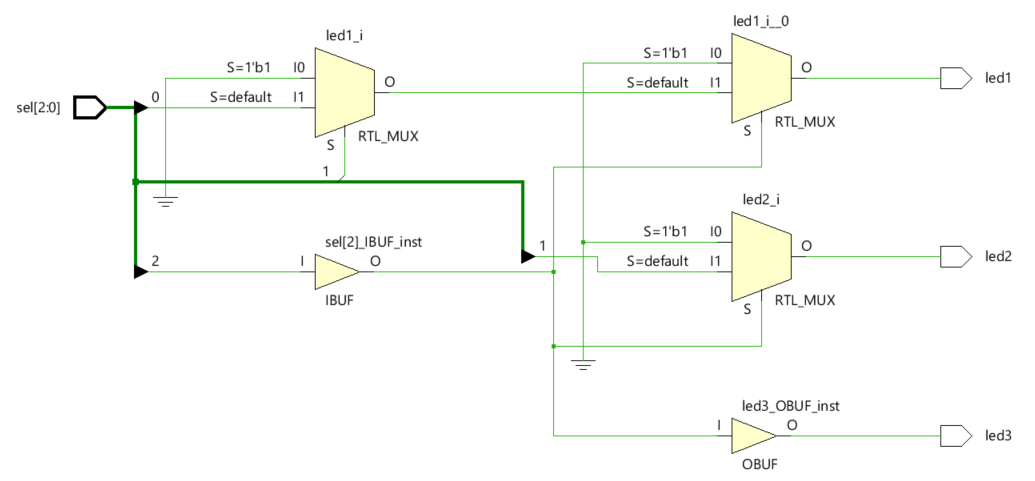 led1_i
S=1'b1 I0
S=default I1
O
S
RTL_MUX
sel[2:0]
0
1
2
sel[2]_IBUF_inst
I
O
IBUF
1
led1_i__0
S=1'b1 I0
S=default I1
O
S
RTL_MUX
led1
led2_i
S=1'b1 I0
S=default I1
O
S
RTL_MUX
led2
led3_OBUF_inst
I
O
OBUF
led3